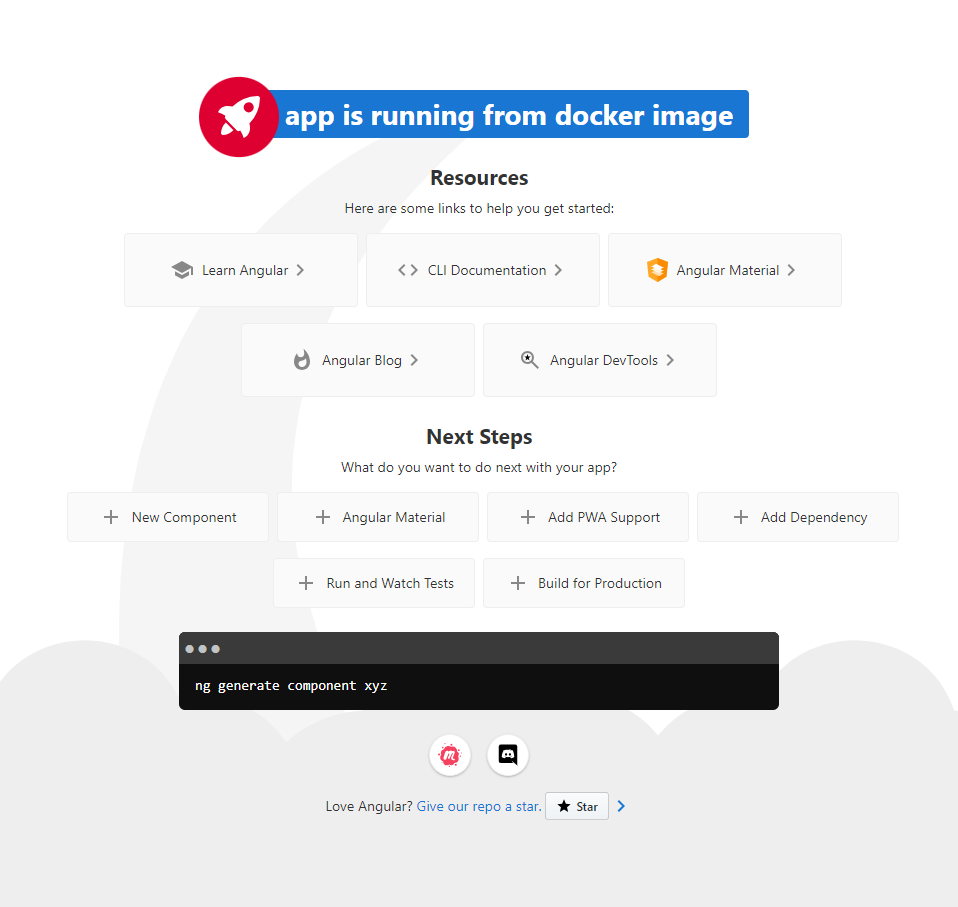 app is running from docker image
Resources
Here are some links to help you get started:
Learn Angular
CLI Documentation
Angular Material
Angular Blog
Angular DevTools
Next Steps
What do you want to do next with your app?
New Component
Angular Material
Add PWA Support
Add Dependency
Run and Watch Tests
Build for Production
ng generate component xyz
m
Love Angular? Give our repo a star. Star